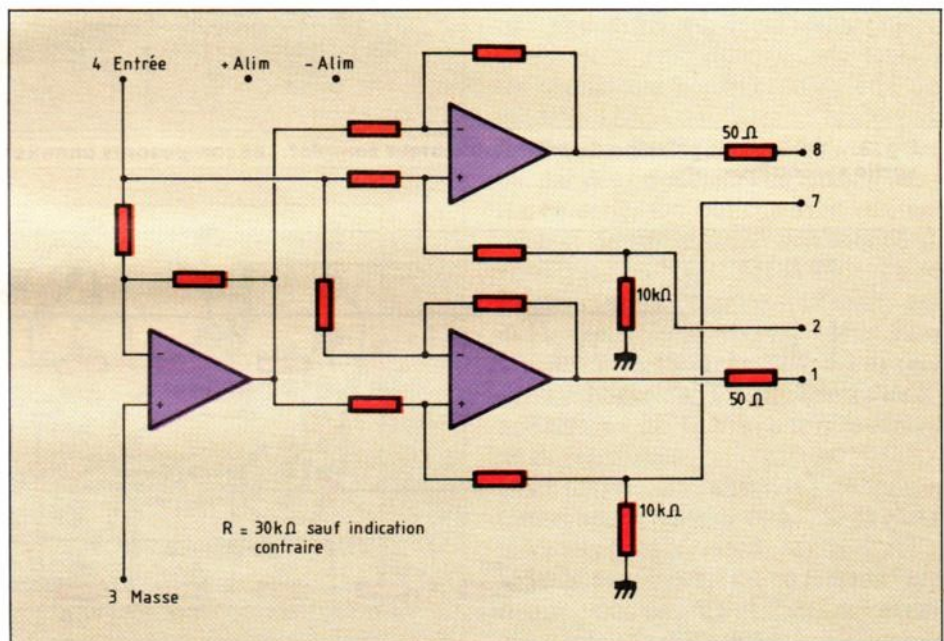 4 Entrée
+ Alim
- Alim
-
+
50 Ω
8
7
10kΩ
2
-
+
-
+
1
50 Ω
10kΩ
R = 30kΩ sauf indication
contraire
3 Masse